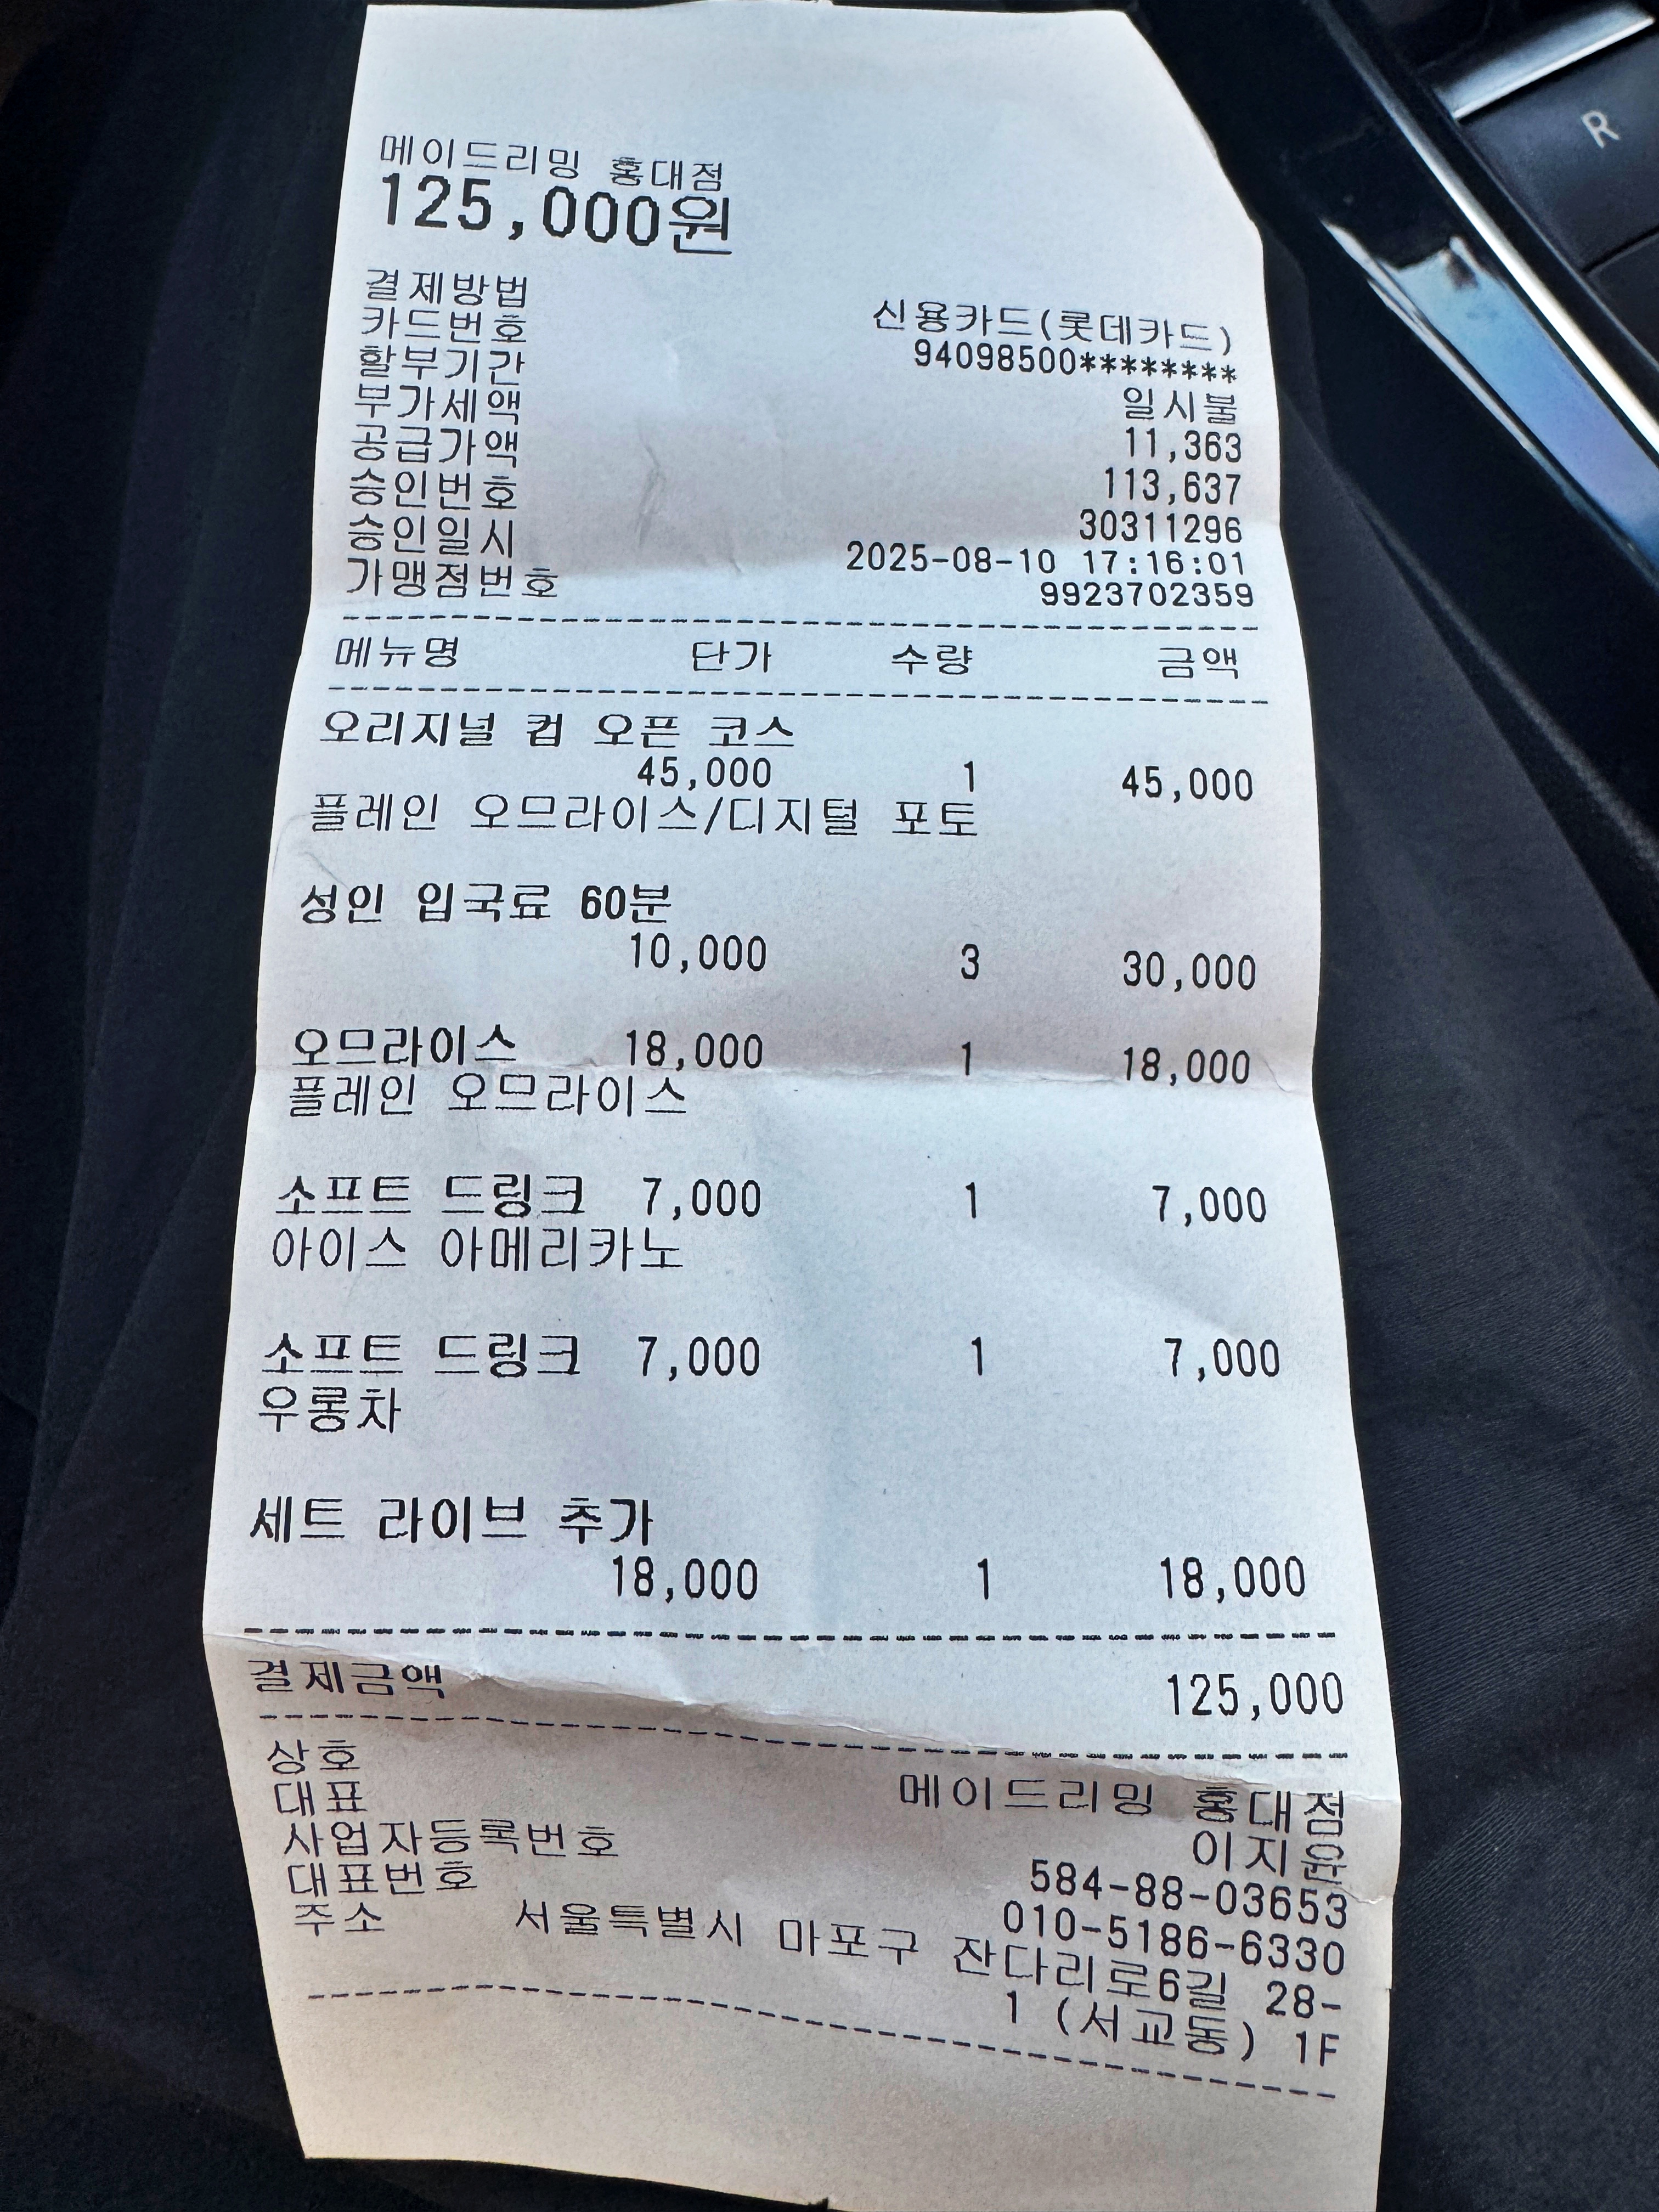 메이드리밍 홍대점
125,000원
결제방법 신용카드(롯데카드)
카드번호 94098500********
할부기간 일시불
부가세액 11,363
공급가액 113,637
승인번호 30311296
승인일시 2025-08-10 17:16:01
가맹점번호 9923702359
메뉴명 단가 수량 금액
오리지널 컵 오픈 코스
45,000 1 45,000
플레인 오므라이스/디지털 포토
성인 입국료 60분
10,000 3 30,000
오므라이스 18,000 1 18,000
플레인 오므라이스
소프트 드링크 7,000 1 7,000
아이스 아메리카노
소프트 드링크 7,000 1 7,000
우롱차
세트 라이브 추가
18,000 1 18,000
결제금액 125,000
상호 메이드리밍 홍대점
대표 이지윤
사업자등록번호 584-88-03653
대표번호 010-5186-6330
주소 서울특별시 마포구 잔다리로6길 28-
1 (서교동) 1F
R